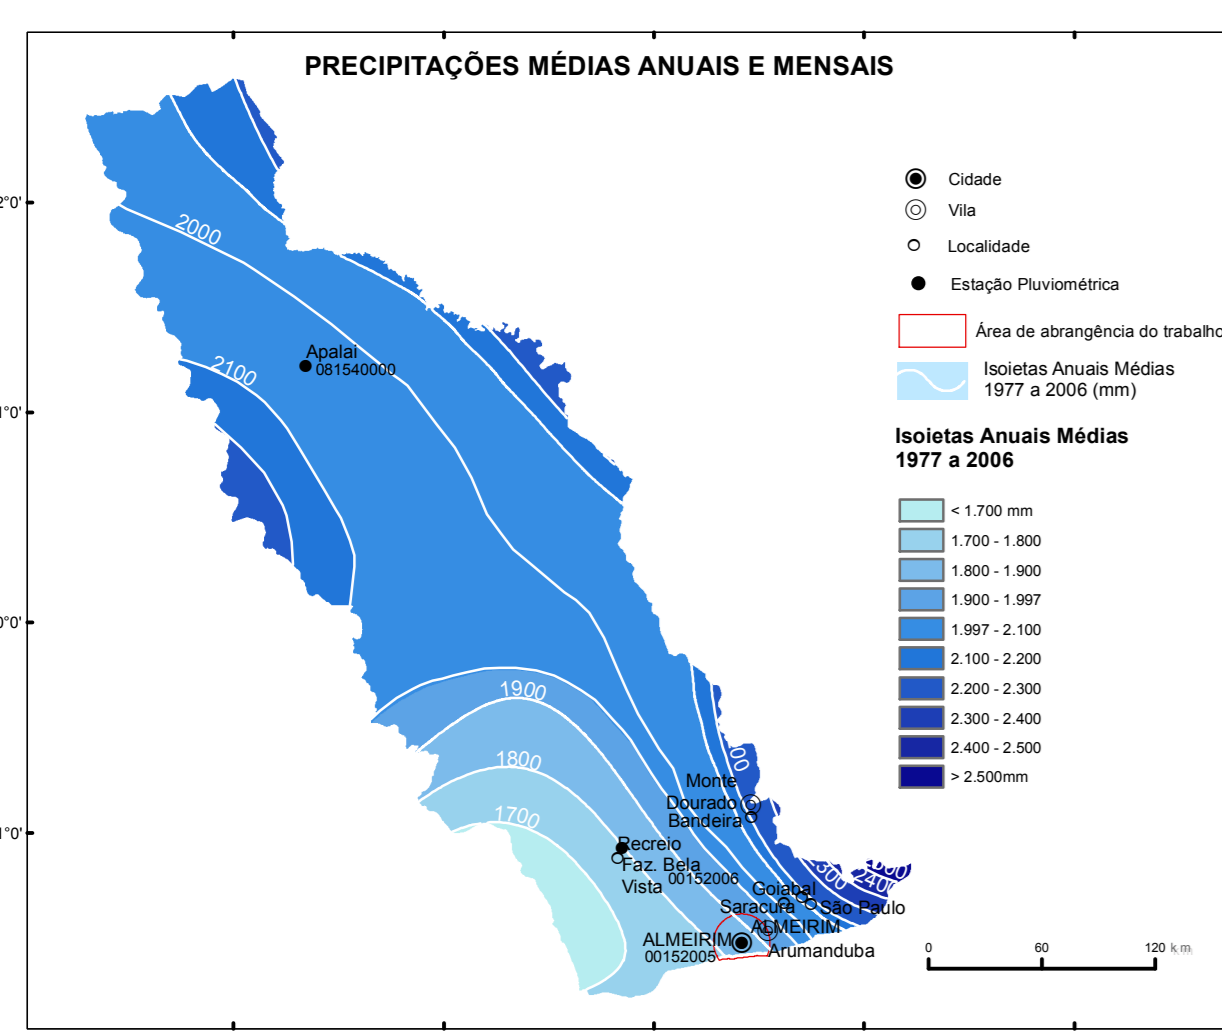 PRECIPITAÇÕES MÉDIAS ANUAIS E MENSAIS
2°0'
1°0'
0°0'
1°0'
2000
2100
1900
1800
1700
Apalai
081540000
Monte
Dourado
Bandeira
Recreio
Faz. Bela
Vista
00152006
Goiabal
Saracura
São Paulo
ALMEIRIM
ALMEIRIM
00152005
Arumanduba
300
2400
Cidade
Vila
Localidade
Estação Pluviométrica
Área de abrangência do trabalho
Isoietas Anuais Médias
1977 a 2006 (mm)
Isoietas Anuais Médias
1977 a 2006
< 1.700 mm
1.700 - 1.800
1.800 - 1.900
1.900 - 1.997
1.997 - 2.100
2.100 - 2.200
2.200 - 2.300
2.300 - 2.400
2.400 - 2.500
> 2.500mm
0 60 120 km